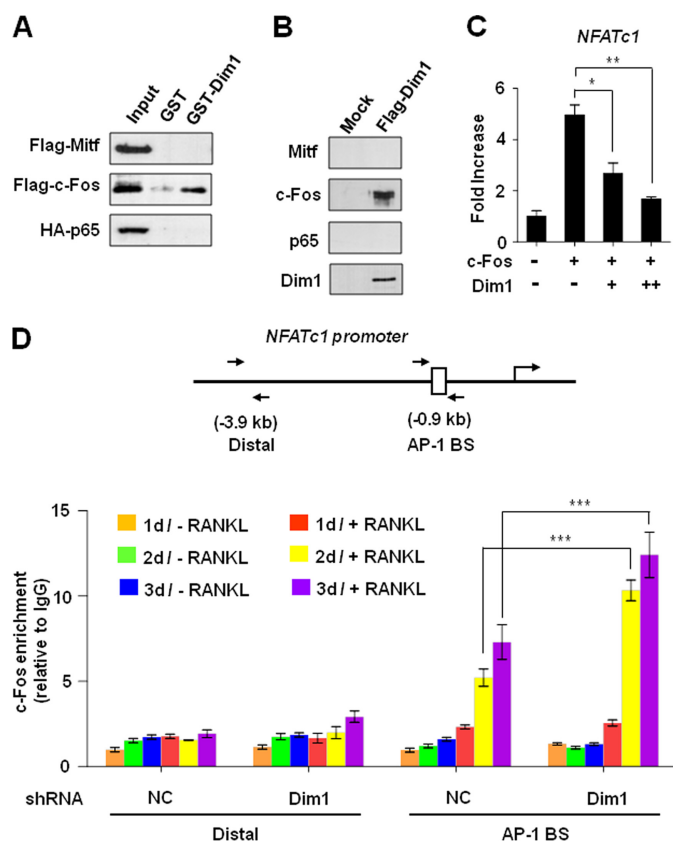 A
Input
GST
GST-Dim1
Flag-Mitf
Flag-c-Fos
HA-p65
B
Mock
Flag-Dim1
Mitf
c-Fos
p65
Dim1
C
NFATc1
Fold Increase
6
4
2
0
**
*
c-Fos - + + +
Dim1 - - + ++
D
NFATc1 promoter
(-3.9 kb)
Distal
(-0.9 kb)
AP-1 BS
c-Fos enrichment
(relative to IgG)
15
10
5
0
1d / - RANKL
2d / - RANKL
3d / - RANKL
1d / + RANKL
2d / + RANKL
3d / + RANKL
***
***
shRNA NC Dim1 NC Dim1
Distal AP-1 BS